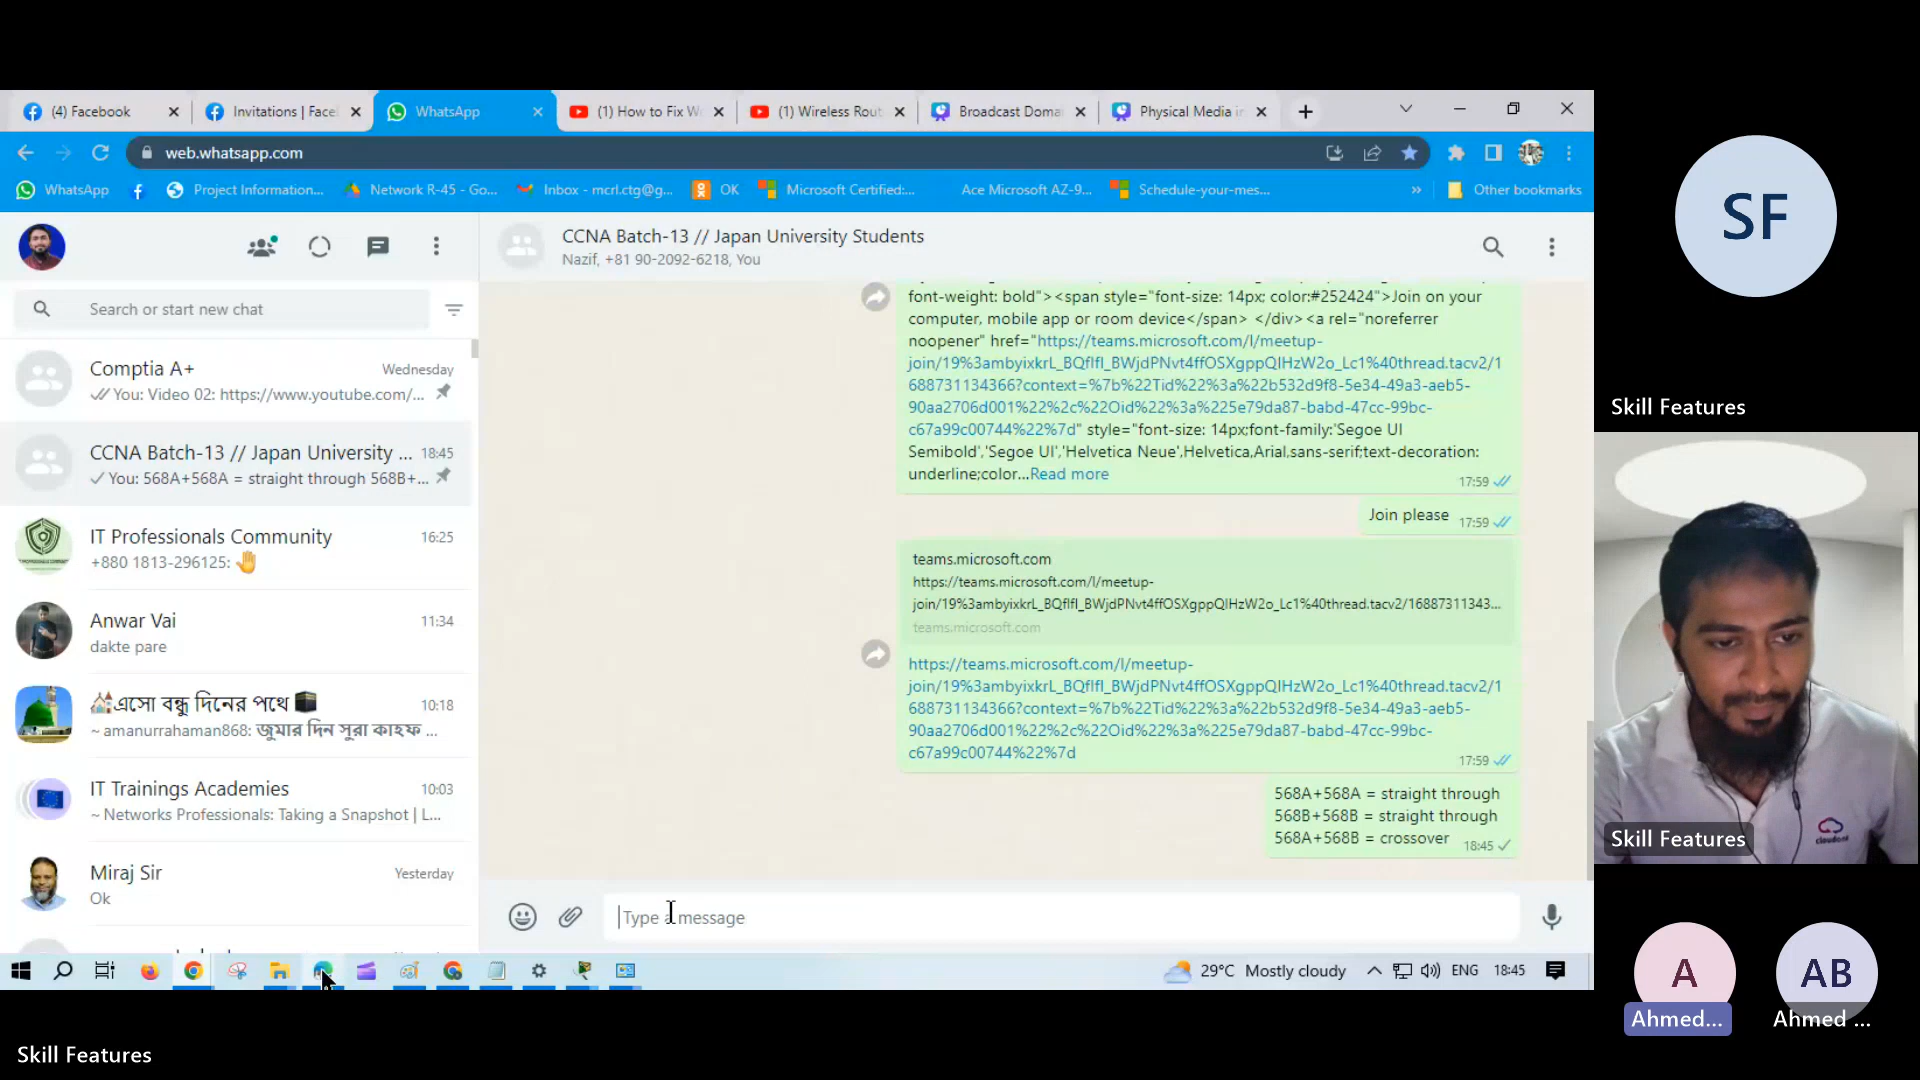 (4) Facebook
Invitations | Face
WhatsApp
(1) How to Fix W
(1) Wireless Rout
Broadcast Doma
Physical Media in
web.whatsapp.com
WhatsApp
Project Information...
Network R-45 - Go...
Inbox - mcrl.ctg@g...
OK
Microsoft Certified:...
Ace Microsoft AZ-9...
Schedule-your-mes...
»
Other bookmarks
Search or start new chat
Comptia A+
Wednesday
You: Video 02: https://www.youtube.com/...
CCNA Batch-13 // Japan University ...
18:45
You: 568A+568A = straight through 568B+...
IT Professionals Community
16:25
+880 1813-296125:
Anwar Vai
11:34
dakte pare
এসো বন্ধু দিনের পথে
10:18
~ amanurrahaman868: জুমার দিন সুরা কাহফ ...
IT Trainings Academies
10:03
~ Networks Professionals: Taking a Snapshot | L...
Miraj Sir
Yesterday
Ok
CCNA Batch-13 // Japan University Students
Nazif, +81 90-2092-6218, You
font-weight: bold"><span style="font-size: 14px; color:#252424">Join on your
computer, mobile app or room device</span> </div><a rel="noreferrer
noopener" href="https://teams.microsoft.com/l/meetup-
join/19%3ambyixkrL_BQflfI_BWjdPNvt4ffOSXgppQIHzW2o_Lc1%40thread.tacv2/1
688731134366?context=%7b%22Tid%22%3a%22b532d9f8-5e34-49a3-aeb5-
90aa2706d001%22%2c%22Oid%22%3a%225e79da87-babd-47cc-99bc-
c67a99c00744%22%7d" style="font-size: 14px;font-family:'Segoe UI
Semibold','Segoe UI','Helvetica Neue',Helvetica,Arial,sans-serif;text-decoration:
underline;color...Read more
17:59
Join please
17:59
teams.microsoft.com
https://teams.microsoft.com/l/meetup-
join/19%3ambyixkrL_BQflfI_BWjdPNvt4ffOSXgppQIHzW2o_Lc1%40thread.tacv2/16887311343...
teams.microsoft.com
https://teams.microsoft.com/l/meetup-
join/19%3ambyixkrL_BQflfI_BWjdPNvt4ffOSXgppQIHzW2o_Lc1%40thread.tacv2/1
688731134366?context=%7b%22Tid%22%3a%22b532d9f8-5e34-49a3-aeb5-
90aa2706d001%22%2c%22Oid%22%3a%225e79da87-babd-47cc-99bc-
c67a99c00744%22%7d
17:59
568A+568A = straight through
568B+568B = straight through
568A+568B = crossover
18:45
Type a message
29°C Mostly cloudy
ENG
18:45
SF
Skill Features
Skill Features
A
AB
Ahmed...
Ahmed ...
Skill Features